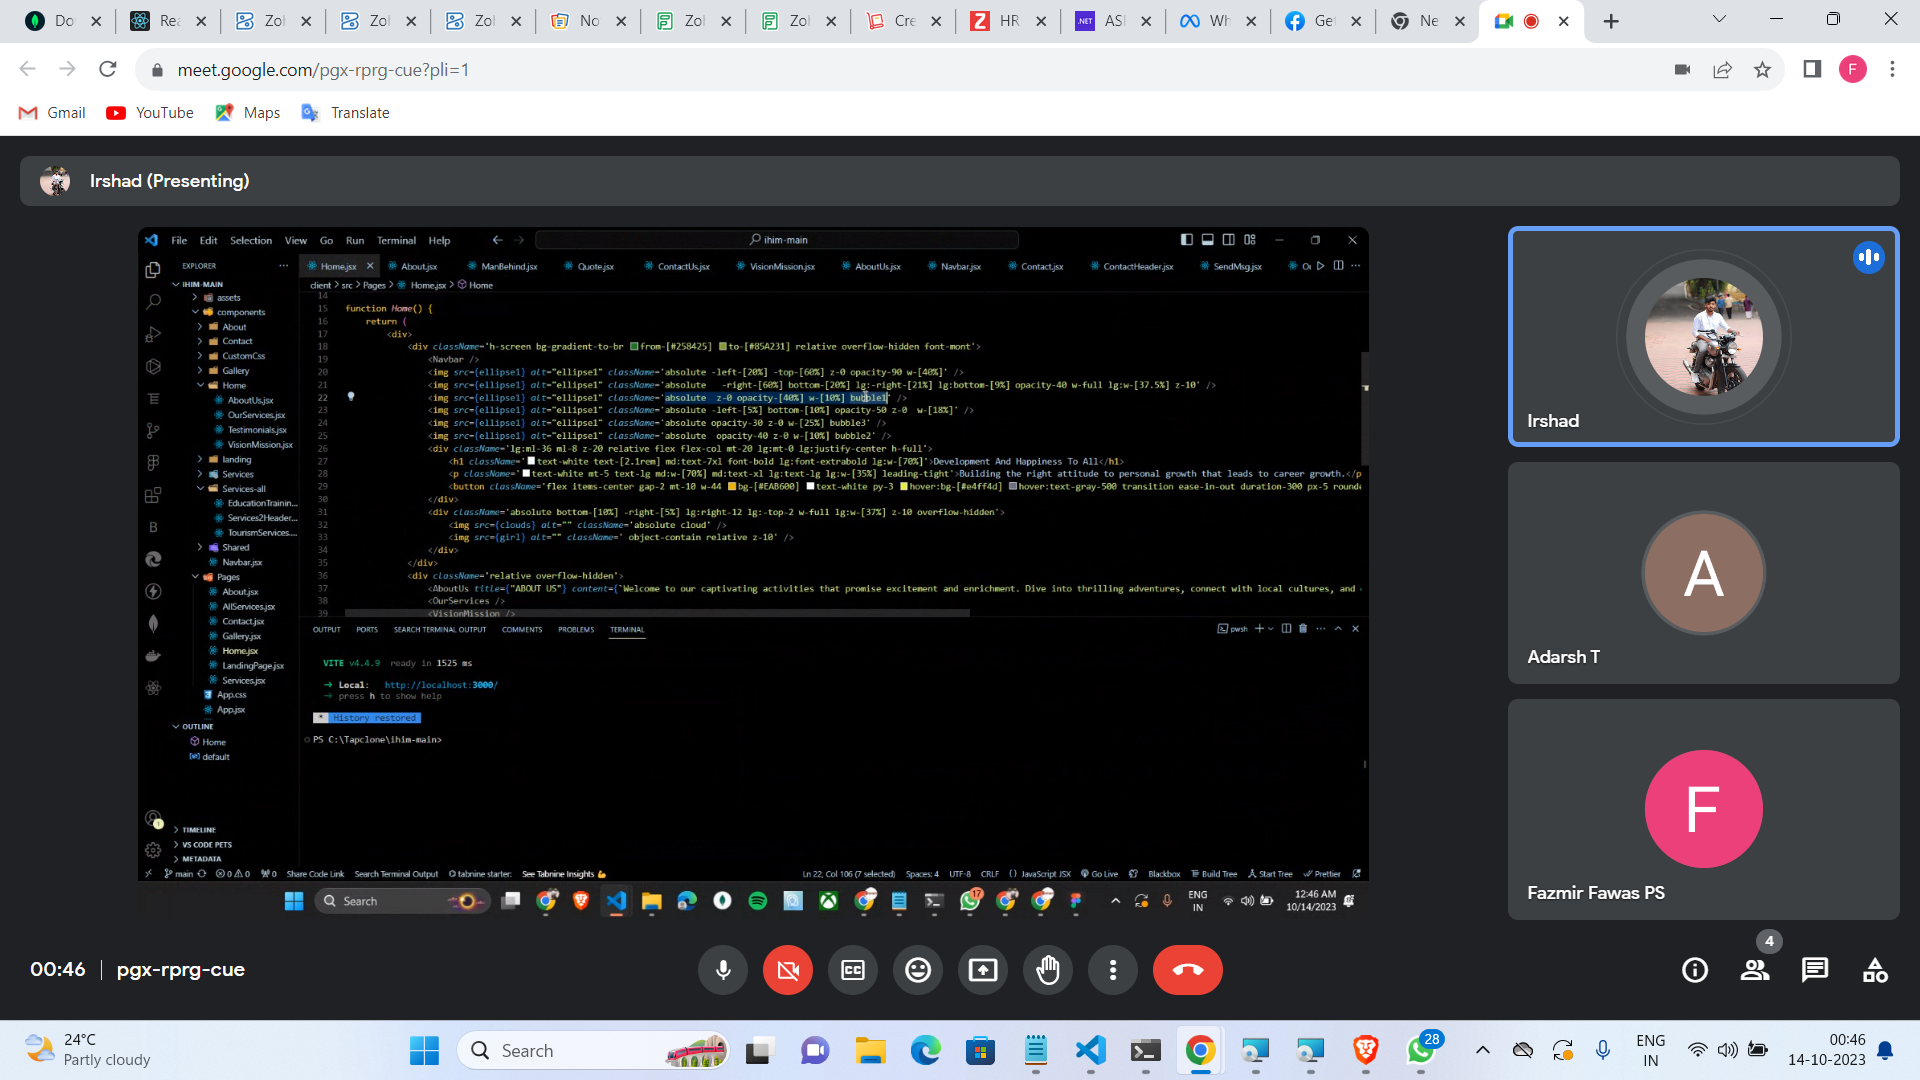 Do
Rea
Zol
Zol
Zol
No
Zol
Zol
Cre
HR
ASI
Wh
Get
Ne
meet.google.com/pgx-rprg-cue?pli=1
F
Gmail
YouTube
Maps
Translate
Irshad (Presenting)
File Edit Selection View Go Run Terminal Help
ihim-main
EXPLORER
Home.jsx
About.jsx
ManBehind.jsx
Quote.jsx
ContactUs.jsx
VisionMission.jsx
AboutUs.jsx
Navbar.jsx
Contact.jsx
ContactHeader.jsx
SendMsg.jsx
IHIM-MAIN
assets
components
About
Contact
CustomCss
Gallery
Home
AboutUs.jsx
OurServices.jsx
Testimonials.jsx
VisionMission.jsx
landing
Services
Services-all
EducationTrainin...
Services2Header...
TourismServices...
Shared
Navbar.jsx
Pages
About.jsx
AllServices.jsx
Contact.jsx
Gallery.jsx
Home.jsx
LandingPage.jsx
Services.jsx
App.css
App.jsx
OUTLINE
Home
default
TIMELINE
VS CODE PETS
METADATA
client > src > Pages > Home.jsx > Home
14
15 function Home() {
16 return (
17 <div>
18 <div className='h-screen bg-gradient-to-br from-[#258425] to-[#85A231] relative overflow-hidden font-mont'>
19 <Navbar />
20 <img src={ellipse1} alt="ellipse1" className='absolute -left-[20%] -top-[60%] z-0 opacity-90 w-[40%]' />
21 <img src={ellipse1} alt="ellipse1" className='absolute -right-[60%] bottom-[20%] lg:-right-[21%] lg:bottom-[9%] opacity-40 w-full lg:w-[37.5%] z-10' />
22 <img src={ellipse1} alt="ellipse1" className='absolute z-0 opacity-[40%] w-[10%] bubble1' />
23 <img src={ellipse1} alt="ellipse1" className='absolute -left-[5%] bottom-[10%] opacity-50 z-0 w-[18%]' />
24 <img src={ellipse1} alt="ellipse1" className='absolute opacity-30 z-0 w-[25%] bubble3' />
25 <img src={ellipse1} alt="ellipse1" className='absolute opacity-40 z-0 w-[10%] bubble2' />
26 <div className='lg:ml-36 ml-8 z-20 relative flex flex-col mt-20 lg:mt-0 lg:justify-center h-full'>
27 <h1 className='text-white text-[2.1rem] md:text-7xl font-bold lg:font-extrabold lg:w-[70%]'>Development And Happiness To All</h1>
28 <p className='text-white mt-5 text-lg md:w-[70%] md:text-xl lg:text-lg lg:w-[35%] leading-tight'>Building the right attitude to personal growth that leads to career growth.</p
29 <button className='flex items-center gap-2 mt-10 w-44 bg-[#EAB600] text-white py-3 hover:bg-[#e4ff4d] hover:text-gray-500 transition ease-in-out duration-300 px-5 rounde
30 </div>
31 <div className='absolute bottom-[10%] -right-[5%] lg:right-12 lg:-top-2 w-full lg:w-[37%] z-10 overflow-hidden'>
32 <img src={clouds} alt="" className='absolute cloud' />
33 <img src={girl} alt="" className=' object-contain relative z-10' />
34 </div>
35 </div>
36 <div className='relative overflow-hidden'>
37 <AboutUs title={"ABOUT US"} content={'Welcome to our captivating activities that promise excitement and enrichment. Dive into thrilling adventures, connect with local cultures, and
38 <OurServices />
39 <VisionMission />
OUTPUT PORTS SEARCH TERMINAL OUTPUT COMMENTS PROBLEMS TERMINAL
pwsh
VITE v4.4.9 ready in 1525 ms
➜ Local: http://localhost:3000/
➜ press h to show help
* History restored
PS C:\Tapclone\ihim-main>
main 0 0 0 Share Code Link Search Terminal Output tabnine starter: See Tabnine Insights
Ln 22, Col 106 (7 selected) Spaces: 4 UTF-8 CRLF {} JavaScript JSX Go Live Blackbox Build Tree Start Tree Prettier
Search
17
ENG
IN
12:46 AM
10/14/2023
Irshad
A
Adarsh T
F
Fazmir Fawas PS
00:46 | pgx-rprg-cue
4
24°C
Partly cloudy
Search
28
ENG
IN
00:46
14-10-2023